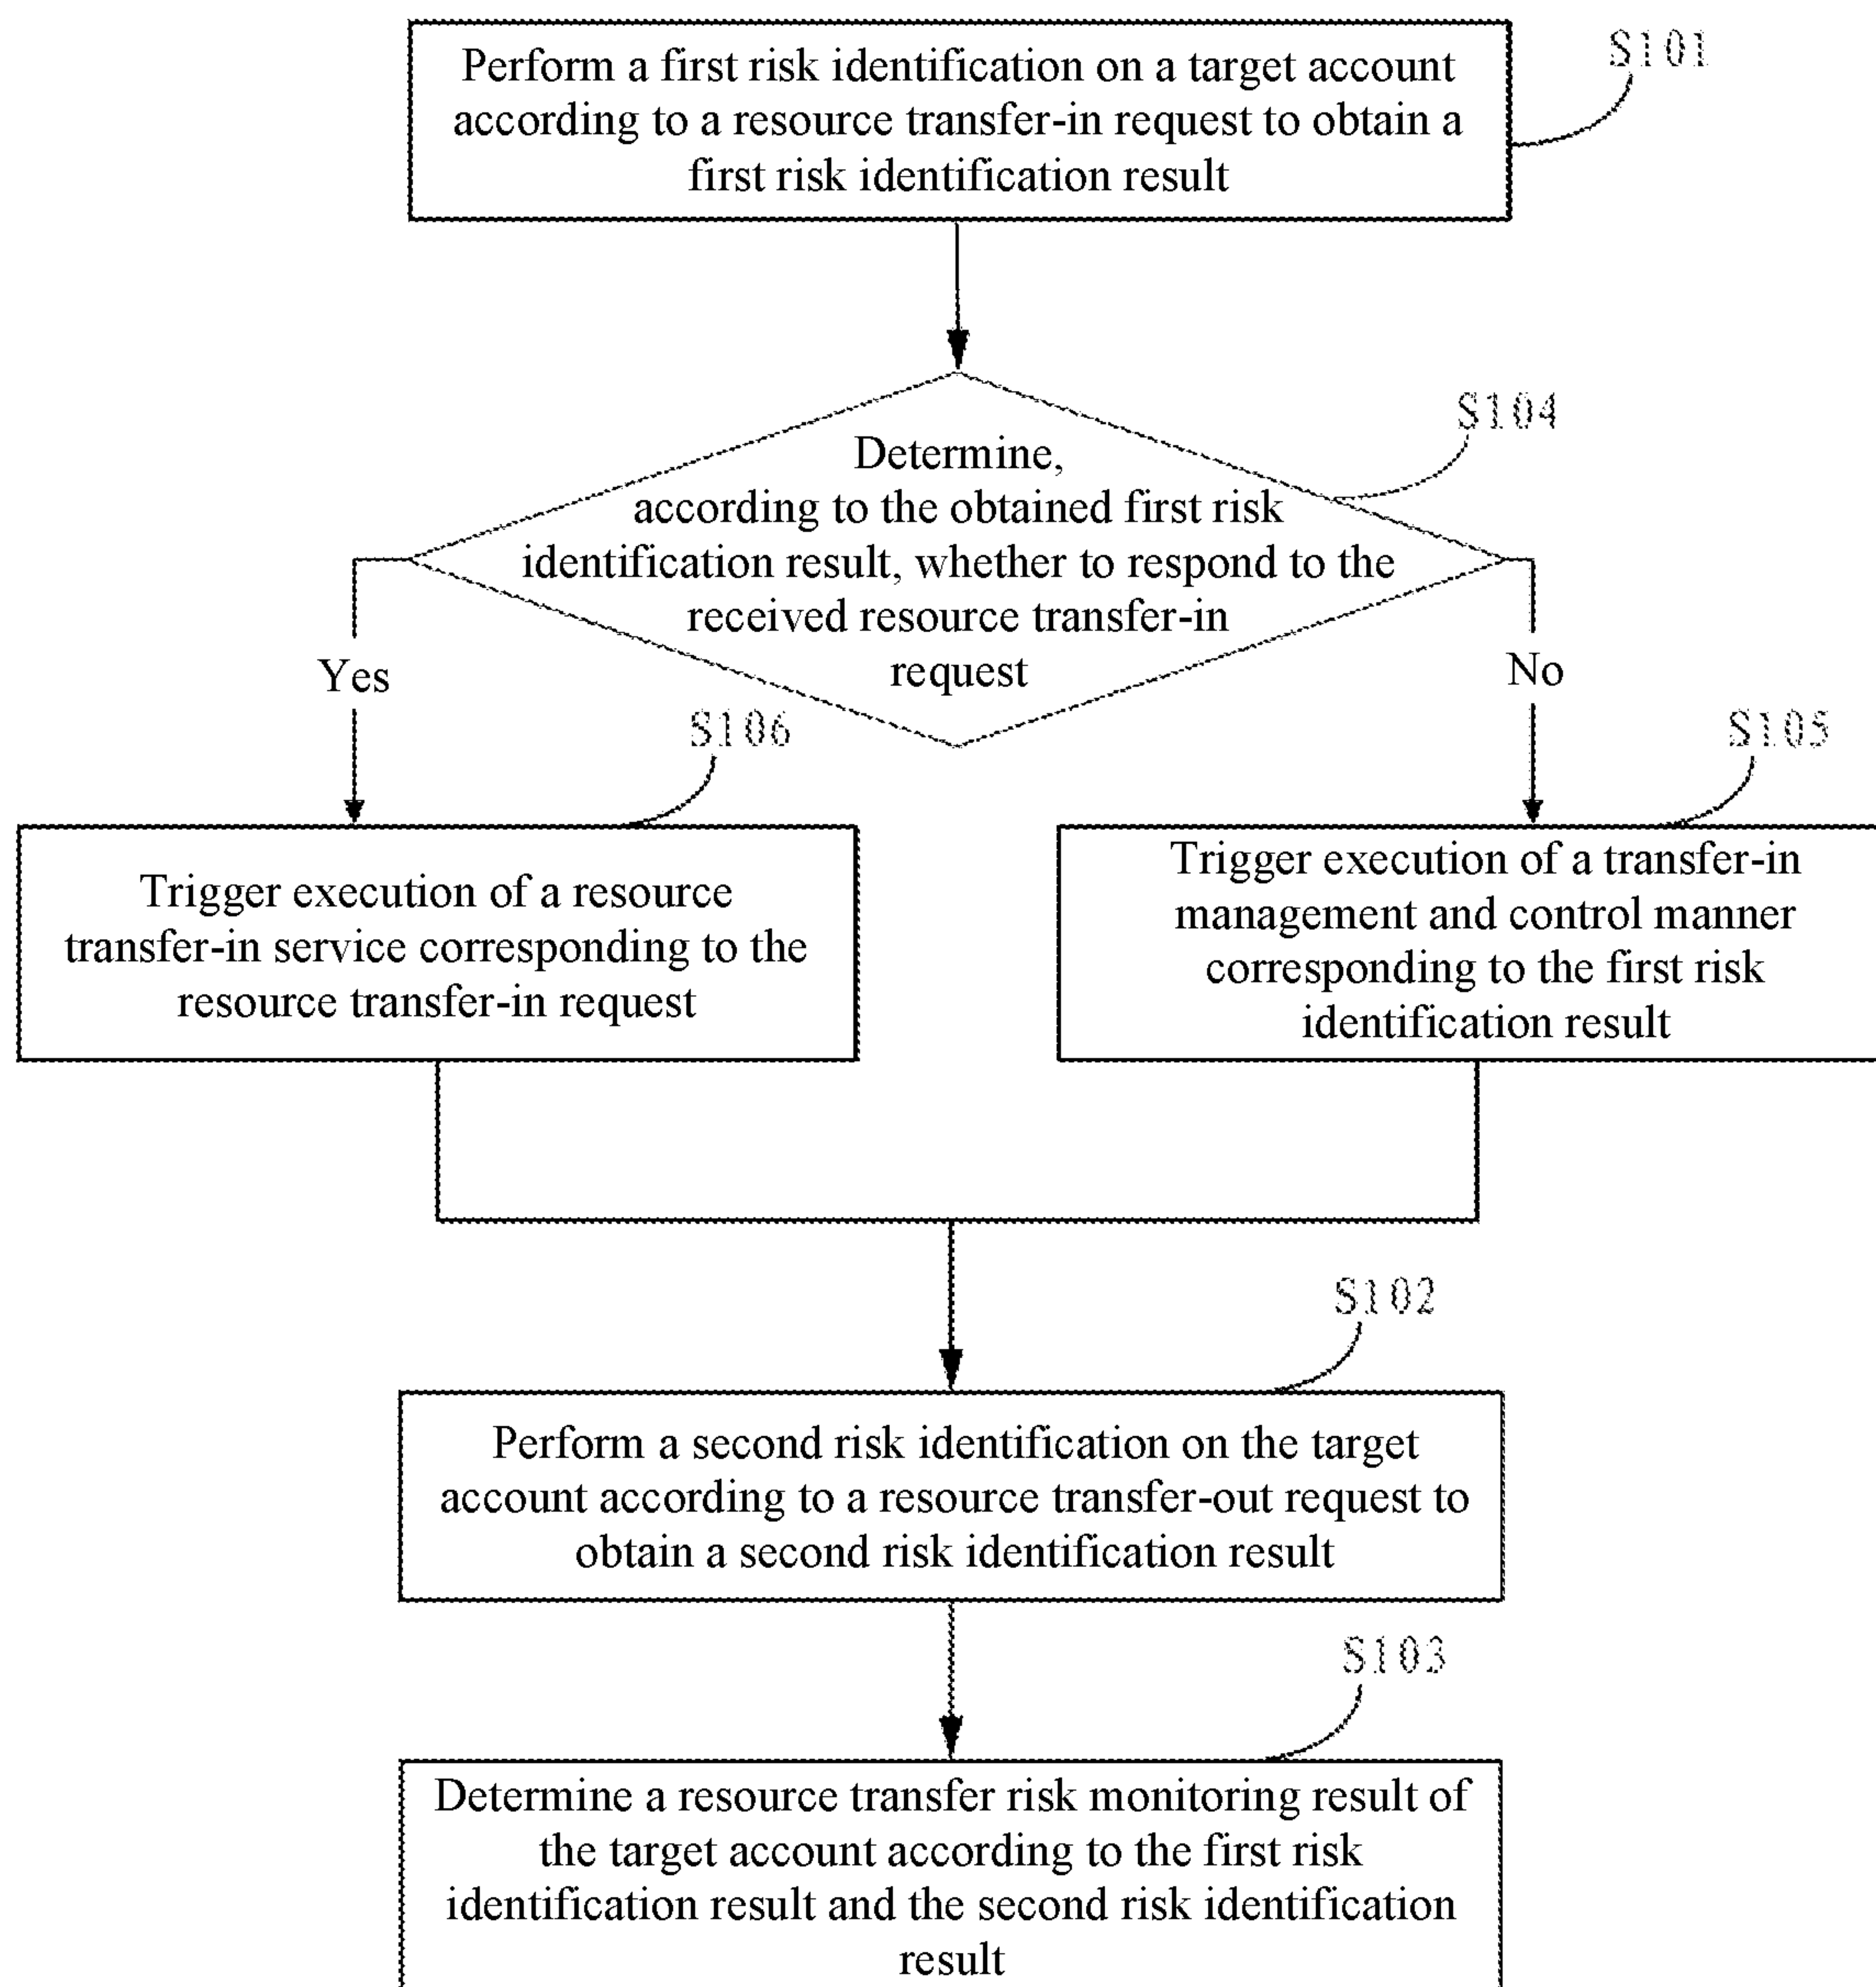 S101
Perform a first risk identification on a target account
according to a resource transfer-in request to obtain a
first risk identification result
S104
Determine,
according to the obtained first risk
identification result, whether to respond to the
received resource transfer-in
request
Yes
No
S106
S105
Trigger execution of a resource
transfer-in service corresponding to the
resource transfer-in request
Trigger execution of a transfer-in
management and control manner
corresponding to the first risk
identification result
S102
Perform a second risk identification on the target
account according to a resource transfer-out request to
obtain a second risk identification result
S103
Determine a resource transfer risk monitoring result of
the target account according to the first risk
identification result and the second risk identification
result